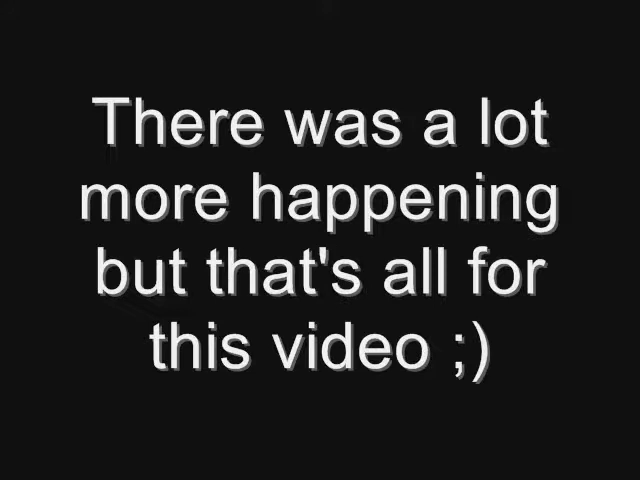 There was a lot
more happening
but that's all for
this video ;)